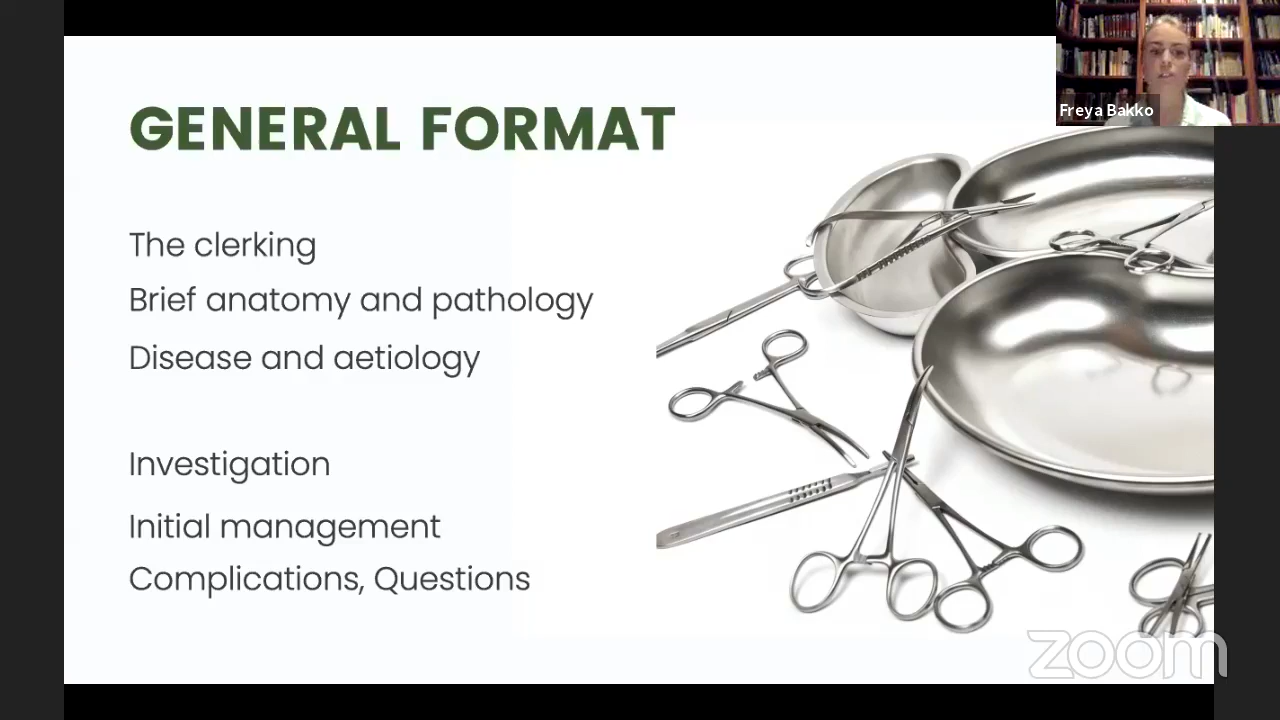 Freya Bakko
GENERAL FORMAT
The clerking
Brief anatomy and pathology
Disease and aetiology
Investigation
Initial management
Complications, Questions
zoom